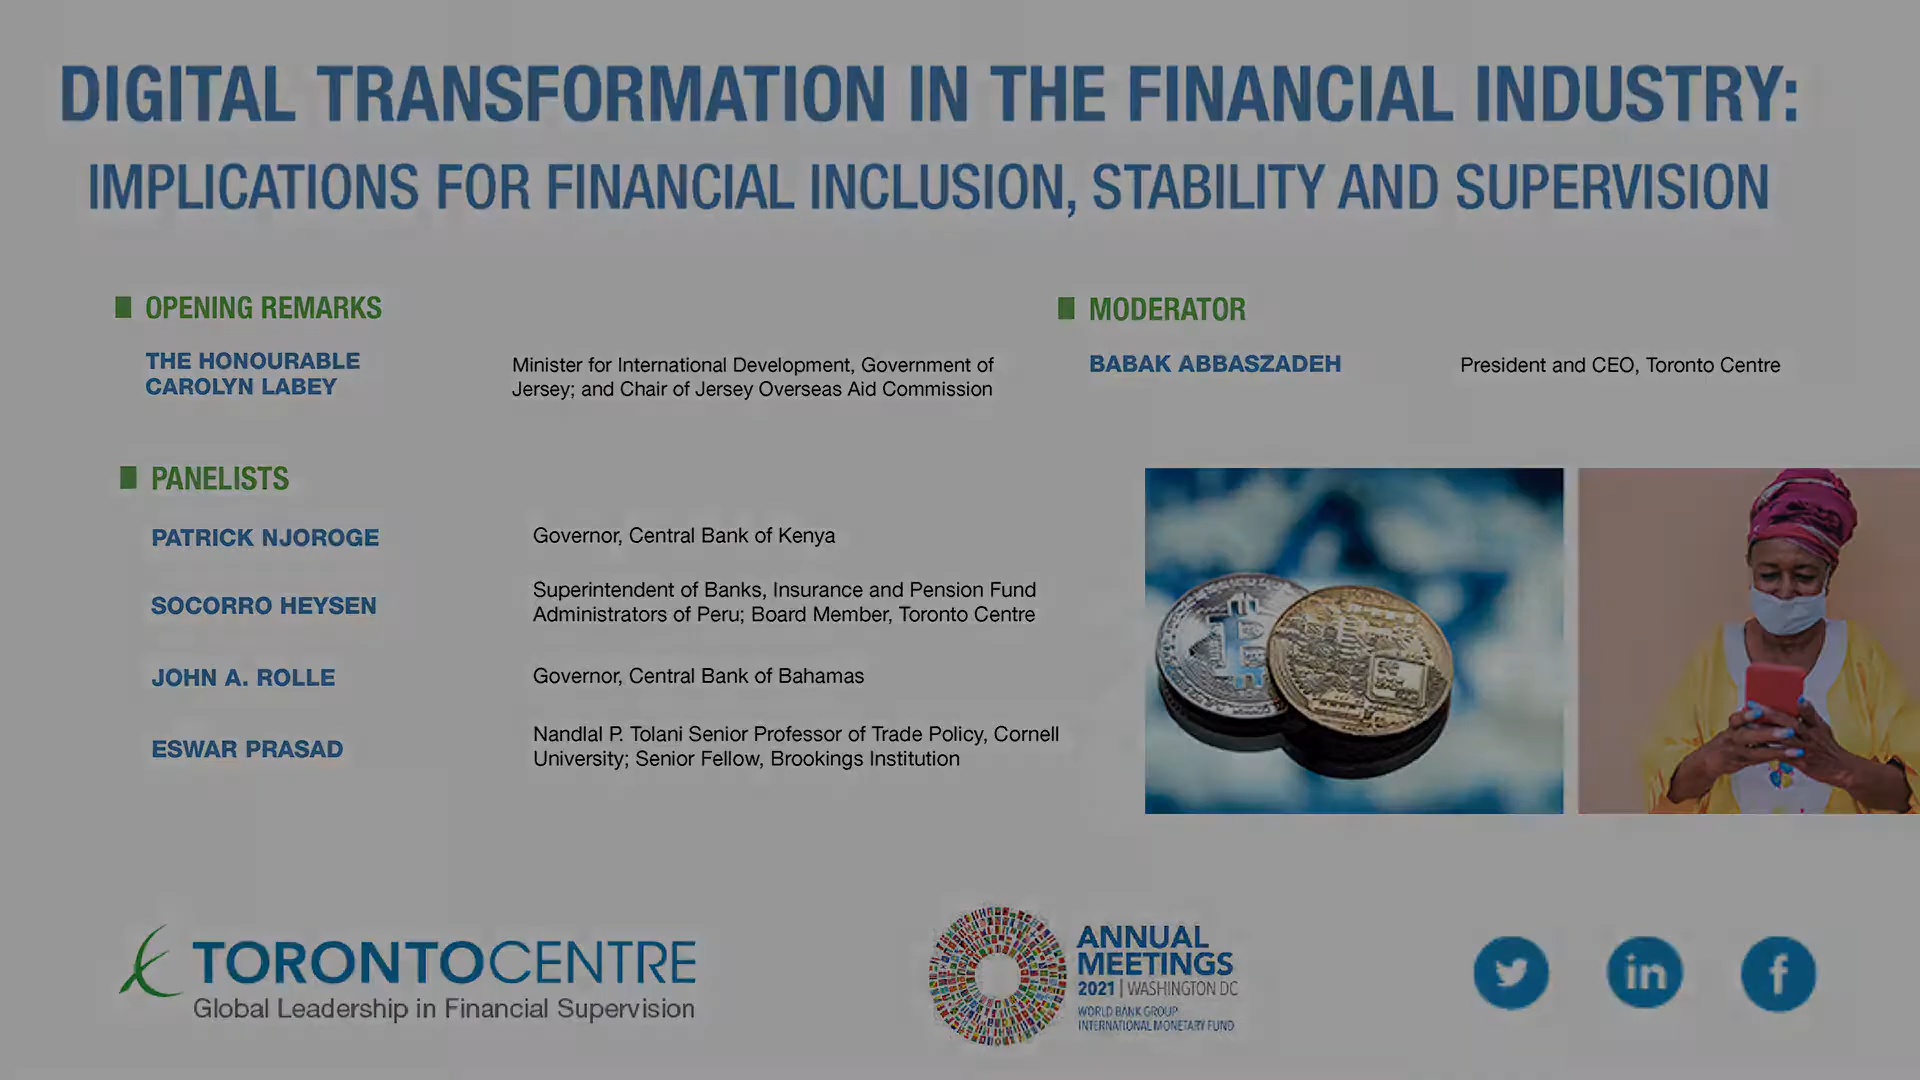 DIGITAL TRANSFORMATION IN THE FINANCIAL INDUSTRY:
IMPLICATIONS FOR FINANCIAL INCLUSION, STABILITY AND SUPERVISION
OPENING REMARKS
THE HONOURABLE
CAROLYN LABEY
Minister for International Development, Government of
Jersey; and Chair of Jersey Overseas Aid Commission
MODERATOR
BABAK ABBASZADEH
President and CEO, Toronto Centre
PANELISTS
PATRICK NJOROGE
Governor, Central Bank of Kenya
SOCORRO HEYSEN
Superintendent of Banks, Insurance and Pension Fund
Administrators of Peru; Board Member, Toronto Centre
JOHN A. ROLLE
Governor, Central Bank of Bahamas
ESWAR PRASAD
Nandlal P. Tolani Senior Professor of Trade Policy, Cornell
University; Senior Fellow, Brookings Institution
TORONTOCENTRE
Global Leadership in Financial Supervision
ANNUAL
MEETINGS
2021 | WASHINGTON DC
WORLD BANK GROUP
INTERNATIONAL MONETARY FUND
in
f